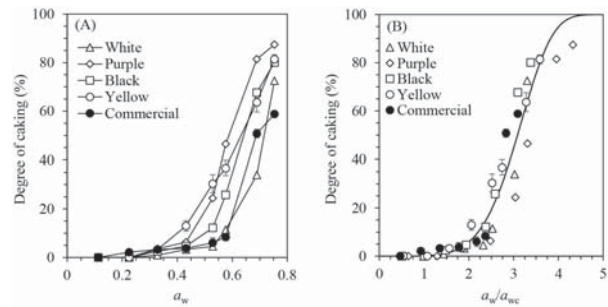 (A)
White
Purple
Black
Yellow
Commercial
Degree of caking (%)
100
80
60
40
20
0
0 0.2 0.4 0.6 0.8
aw
(B)
White
Purple
Black
Yellow
Commercial
Degree of caking (%)
100
80
60
40
20
0
0 1 2 3 4 5
aw/awc